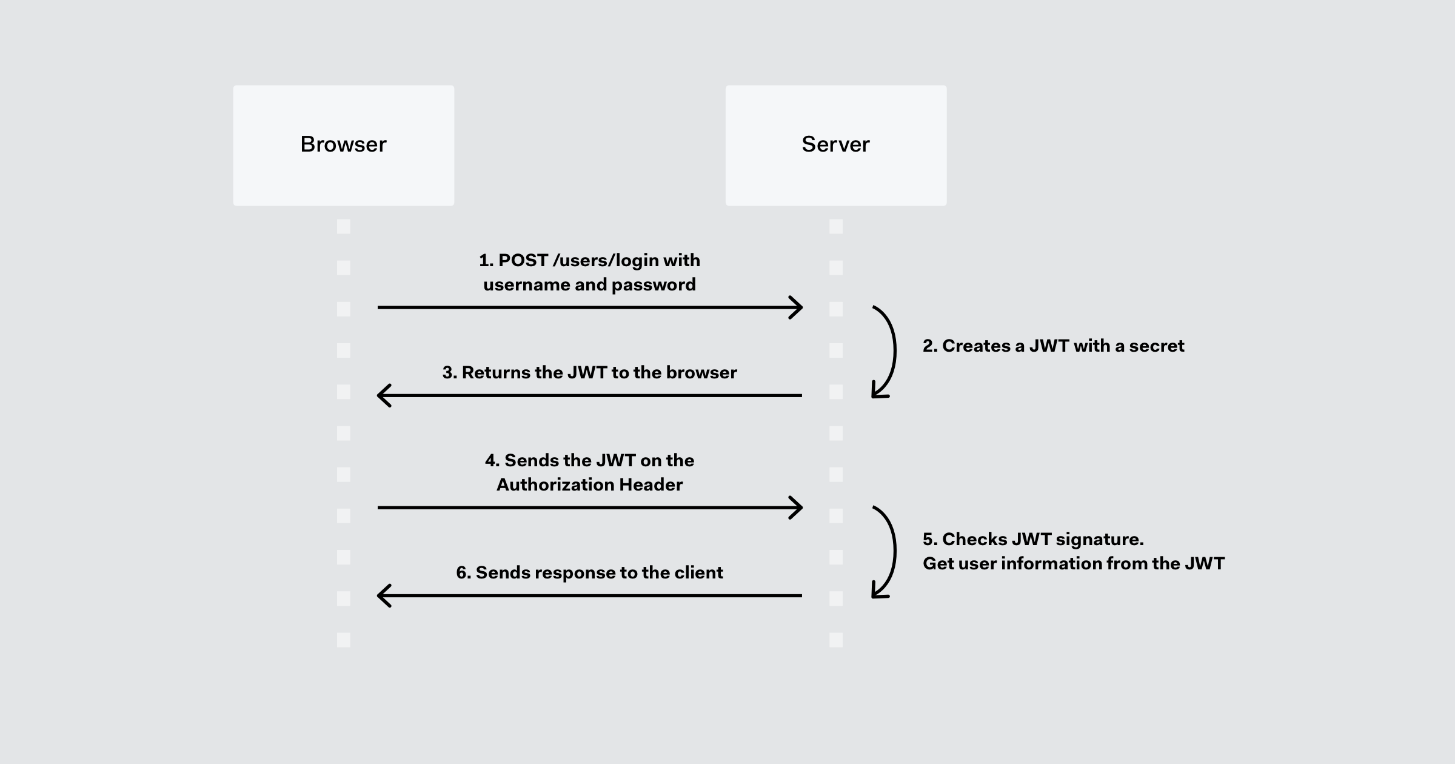 Browser
Server
1. POST /users/login with
username and password
2. Creates a JWT with a secret
3. Returns the JWT to the browser
4. Sends the JWT on the
Authorization Header
5. Checks JWT signature.
Get user information from the JWT
6. Sends response to the client